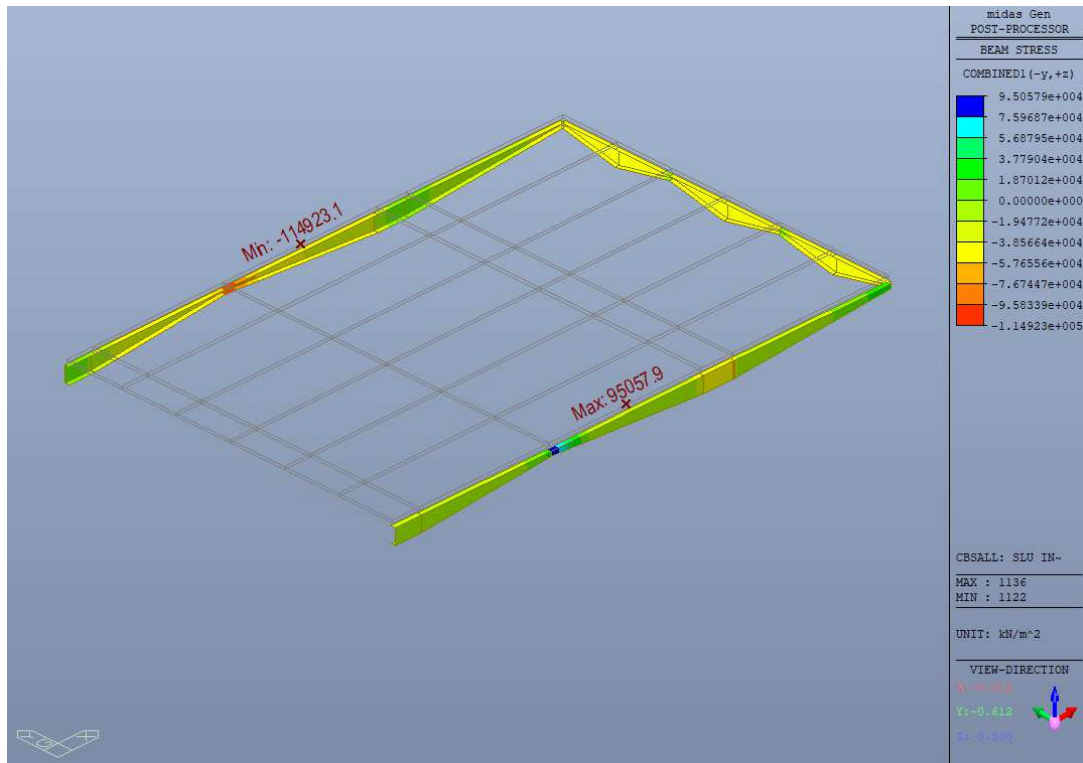 midas Gen
POST-PROCESSOR
BEAM STRESS
COMBINED1(-y,+z)
9.50579e+004
7.59687e+004
5.68795e+004
3.77904e+004
1.87012e+004
0.00000e+000
-1.94772e+004
-3.85664e+004
-5.76556e+004
-7.67447e+004
-9.58339e+004
-1.14923e+005
Min: -114923.1
Max: 95057.9
CBSALL: SLU IN~
MAX : 1136
MIN : 1122
UNIT: kN/m^2
VIEW-DIRECTION
Y:-0.612
Z: 0.500